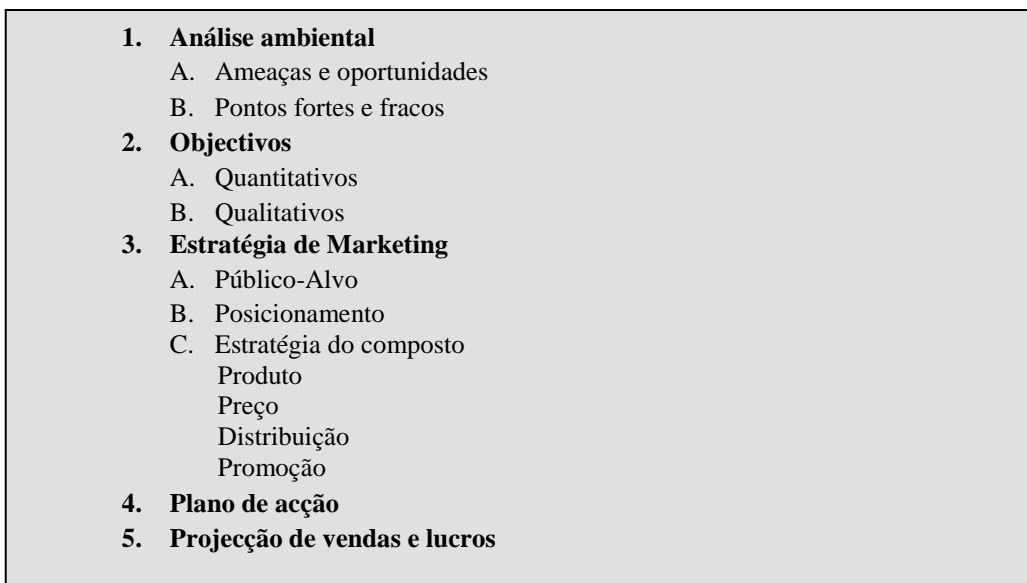 1. Análise ambiental
A. Ameaças e oportunidades
B. Pontos fortes e fracos
2. Objectivos
A. Quantitativos
B. Qualitativos
3. Estratégia de Marketing
A. Público-Alvo
B. Posicionamento
C. Estratégia do composto
Produto
Preço
Distribuição
Promoção
4. Plano de acção
5. Projecção de vendas e lucros